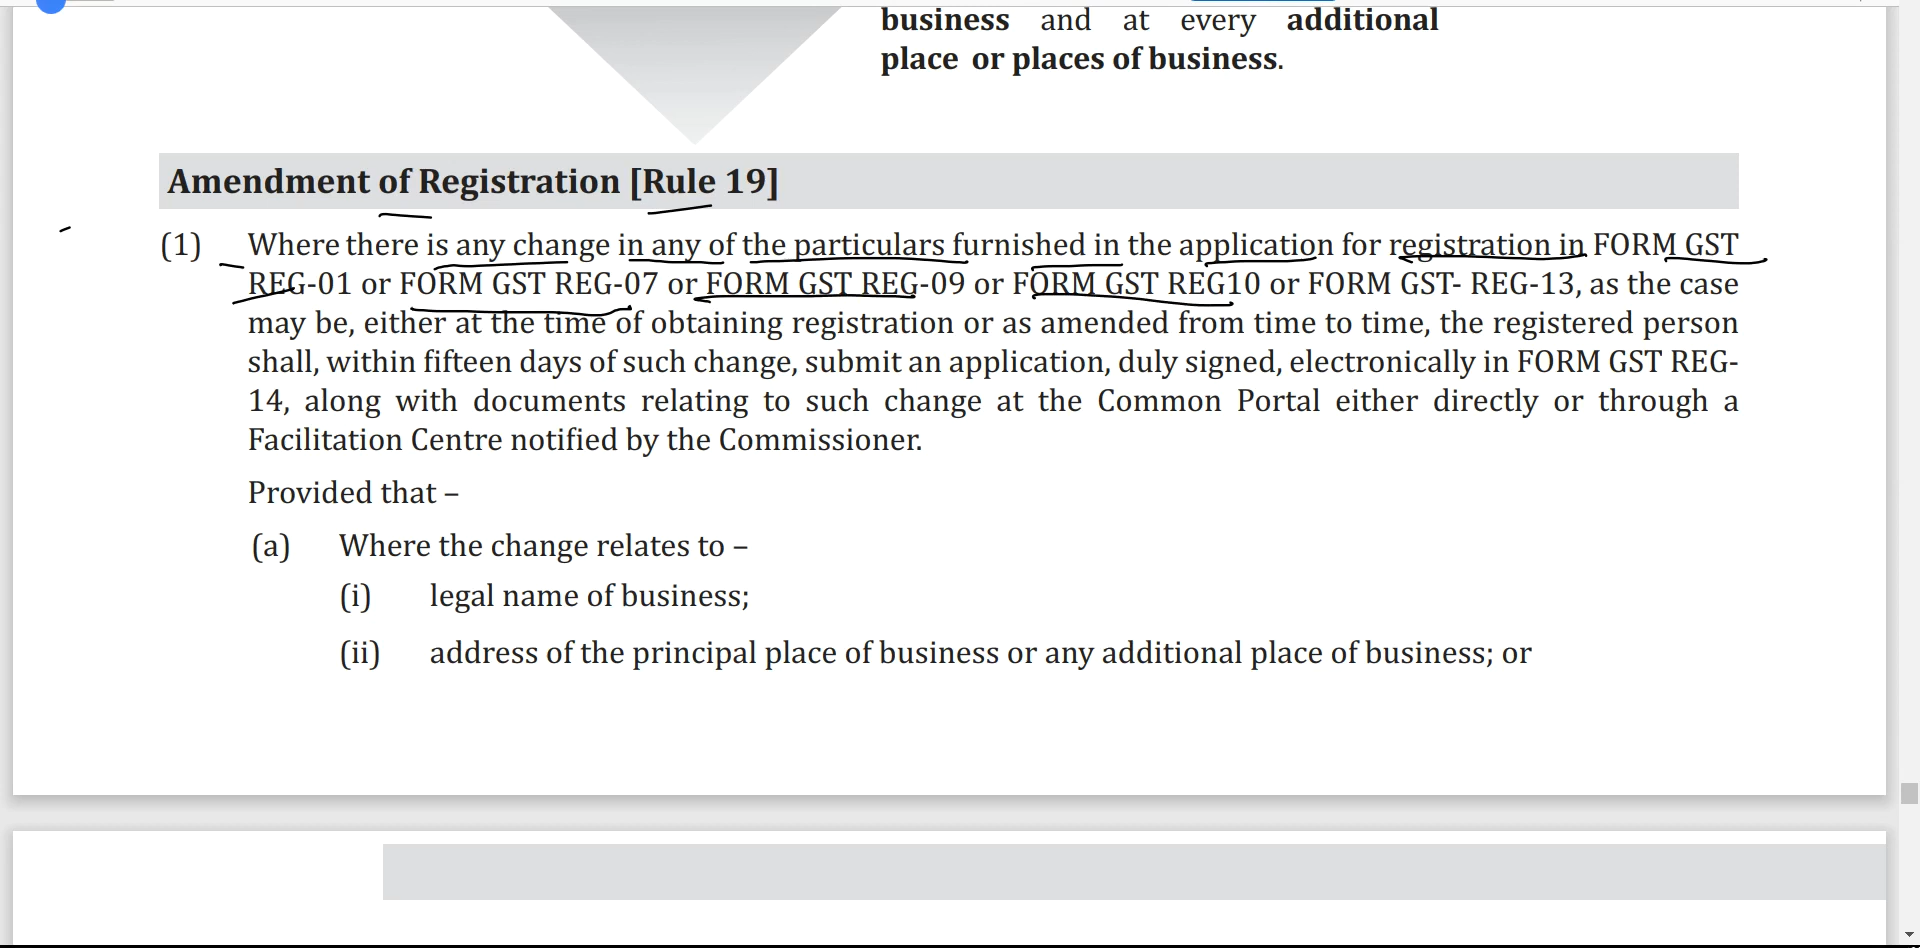 business and at every additional
place or places of business.
Amendment of Registration [Rule 19]
(1) Where there is any change in any of the particulars furnished in the application for registration in FORM GST
REG-01 or FORM GST REG-07 or FORM GST REG-09 or FORM GST REG10 or FORM GST- REG-13, as the case
may be, either at the time of obtaining registration or as amended from time to time, the registered person
shall, within fifteen days of such change, submit an application, duly signed, electronically in FORM GST REG-
14, along with documents relating to such change at the Common Portal either directly or through a
Facilitation Centre notified by the Commissioner.
Provided that –
(a) Where the change relates to –
(i) legal name of business;
(ii) address of the principal place of business or any additional place of business; or